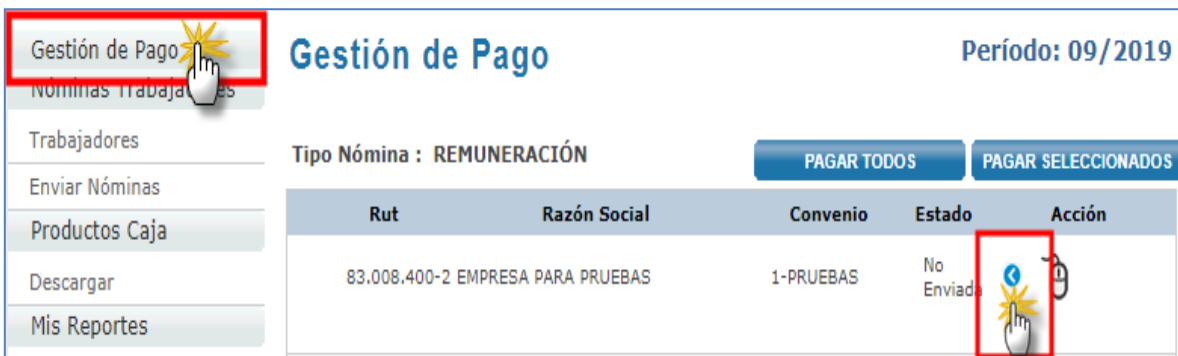 Gestión de Pago
Nóminas Trabajadores
Trabajadores
Enviar Nóminas
Productos Caja
Descargar
Mis Reportes
Gestión de Pago
Período: 09/2019
Tipo Nómina : REMUNERACIÓN
PAGAR TODOS
PAGAR SELECCIONADOS
Rut Razón Social Convenio Estado Acción
83.008.400-2 EMPRESA PARA PRUEBAS 1-PRUEBAS No
Enviada